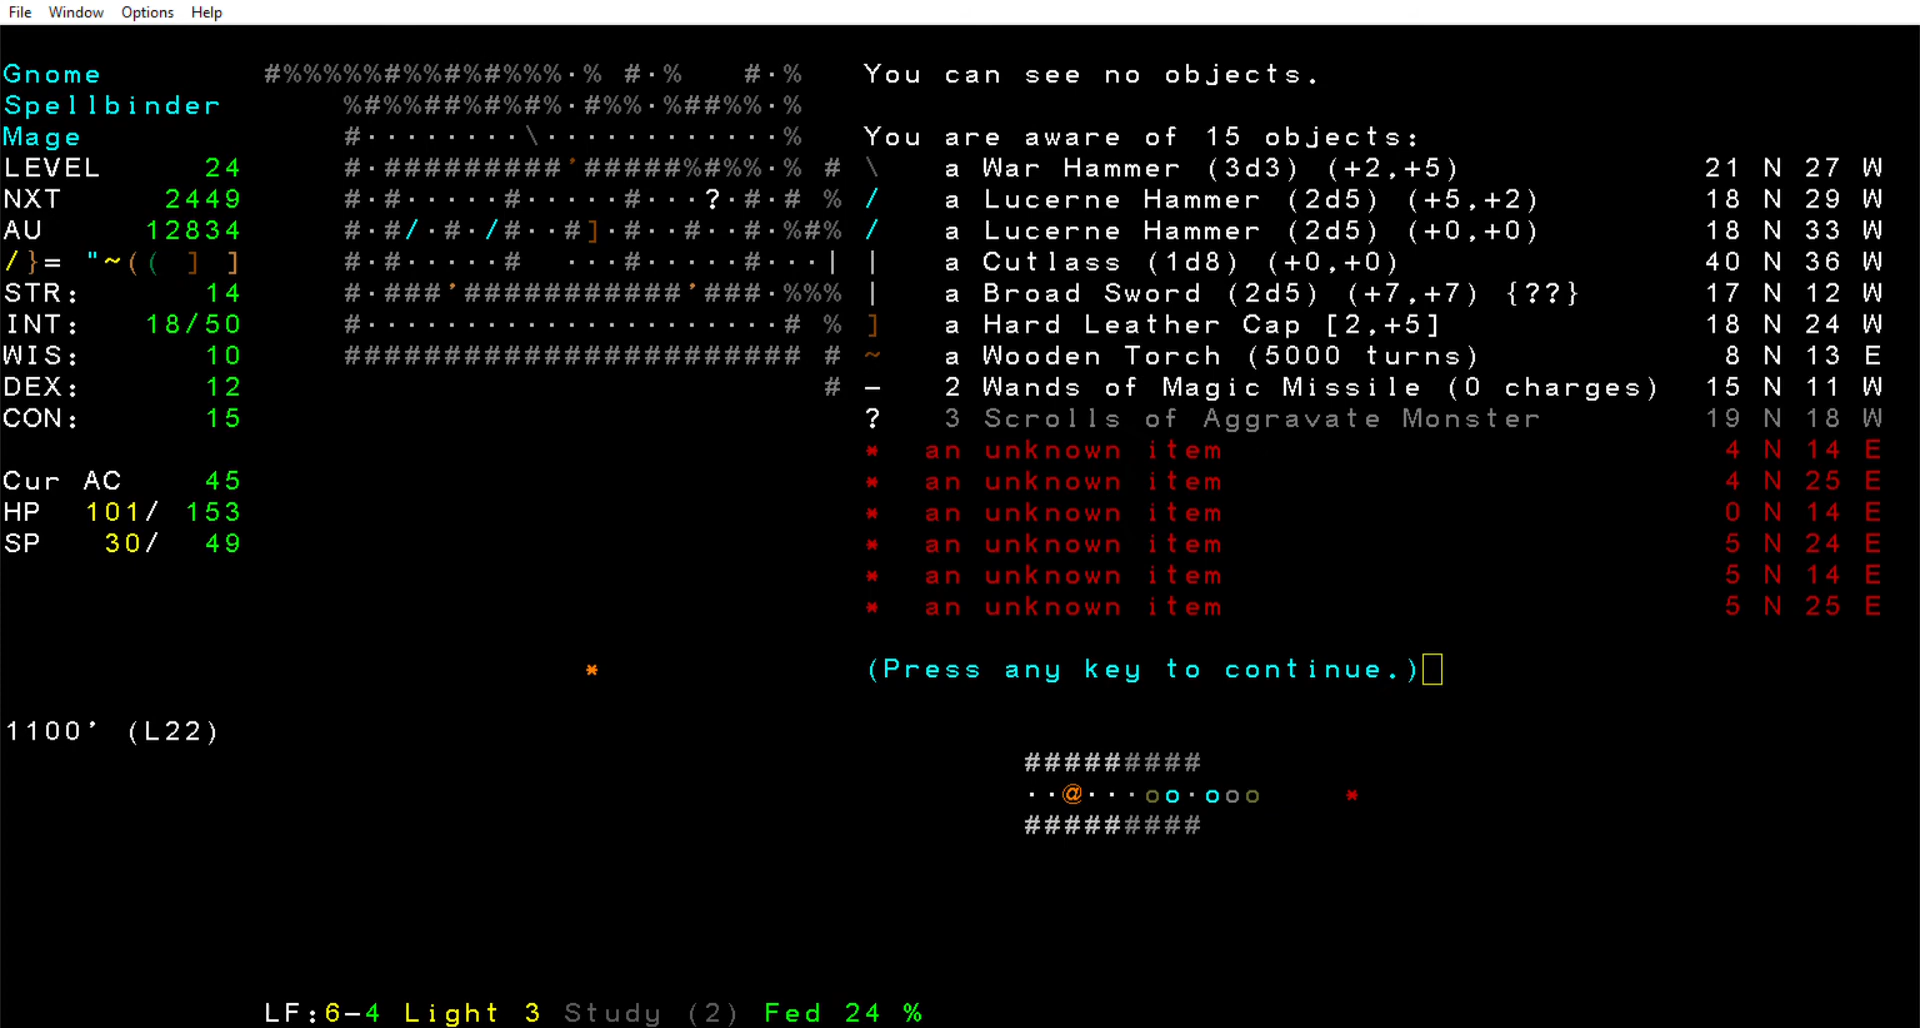 File Window Options Help
#%%%%%#%%#%#%%%·% #·% #·% You can see no objects.
Gnome
Spellbinder %#%%##%#%#%·#%%·%##%%·%
Mage #········\············% You are aware of 15 objects:
LEVEL 24 #·#########'#####%#%%·% # \ a War Hammer (3d3) (+2,+5) 21 N 27 W
NXT 2449 #·#·····#·····#···?·#·# % / a Lucerne Hammer (2d5) (+5,+2) 18 N 29 W
AU 12834 #·#/·#·/#··#]·#··#··#·%#% / a Lucerne Hammer (2d5) (+0,+0) 18 N 33 W
/}= "~(( ] ] #·#·····# ···#·····#···| | a Cutlass (1d8) (+0,+0) 40 N 36 W
STR: 14 #·###'###########'###·%%% | a Broad Sword (2d5) (+7,+7) {??} 17 N 12 W
INT: 18/50 #·····················# % ] a Hard Leather Cap [2,+5] 18 N 24 W
WIS: 10 ####################### # ~ a Wooden Torch (5000 turns) 8 N 13 E
DEX: 12 # – 2 Wands of Magic Missile (0 charges) 15 N 11 W
CON: 15 ? 3 Scrolls of Aggravate Monster 19 N 18 W
* an unknown item 4 N 14 E
Cur AC 45 * an unknown item 4 N 25 E
HP 101/ 153 * an unknown item 0 N 14 E
SP 30/ 49 * an unknown item 5 N 24 E
* an unknown item 5 N 14 E
* an unknown item 5 N 25 E
* (Press any key to continue.)
1100' (L22)
#########
··@···oo·ooo *
#########
LF:6–4 Light 3 Study (2) Fed 24 %